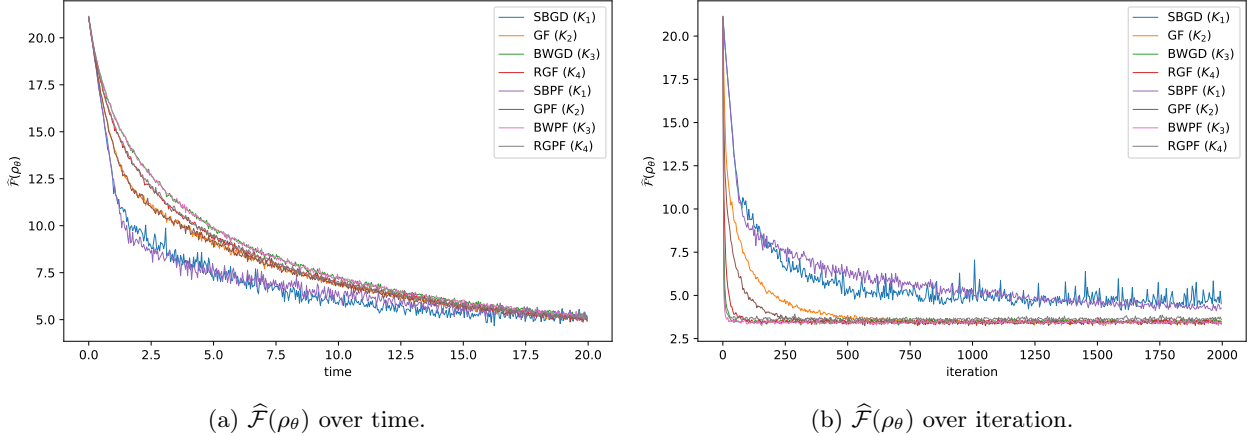 20.0
17.5
15.0
12.5
10.0
7.5
5.0
F̂(ρθ)
0.0 2.5 5.0 7.5 10.0 12.5 15.0 17.5 20.0
time
SBGD (K₁)
GF (K₂)
BWGD (K₃)
RGF (K₄)
SBPF (K₁)
GPF (K₂)
BWPF (K₃)
RGPF (K₄)
(a) F̂(ρθ) over time.
20.0
17.5
15.0
12.5
10.0
7.5
5.0
2.5
F̂(ρθ)
0 250 500 750 1000 1250 1500 1750 2000
iteration
SBGD (K₁)
GF (K₂)
BWGD (K₃)
RGF (K₄)
SBPF (K₁)
GPF (K₂)
BWPF (K₃)
RGPF (K₄)
(b) F̂(ρθ) over iteration.